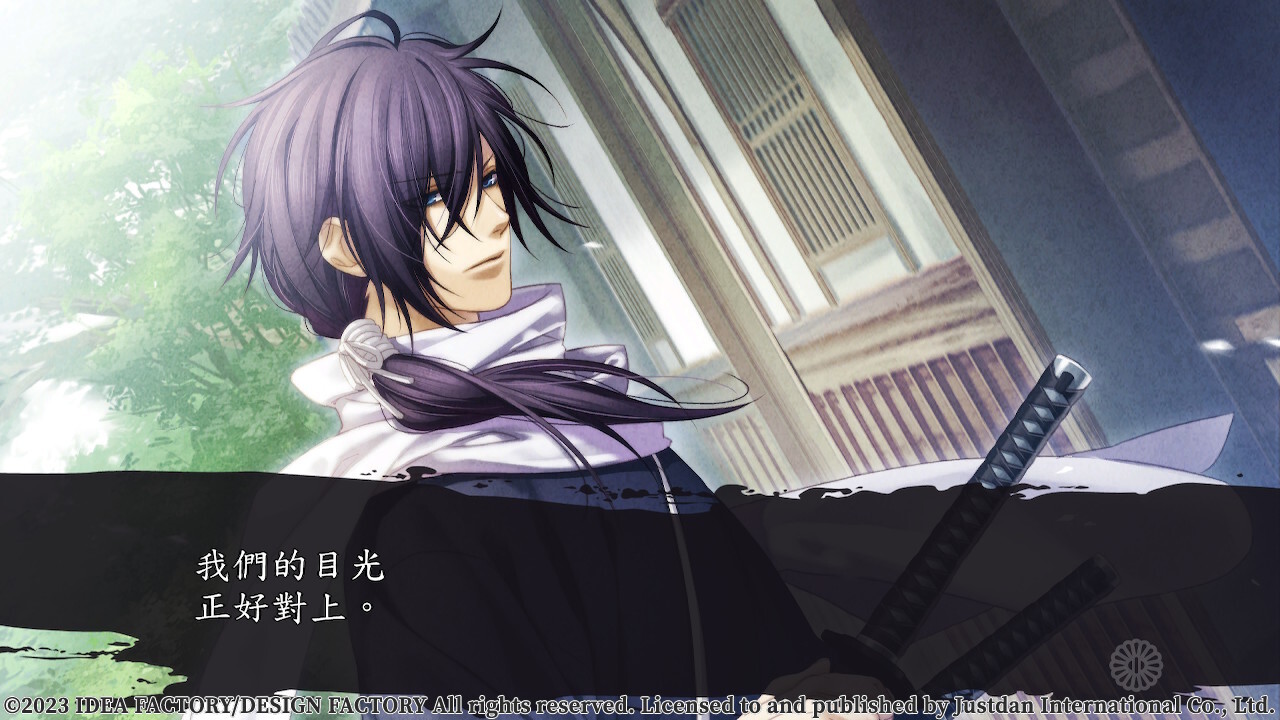 我們的目光
正好對上。
©2023 IDEA FACTORY/DESIGN FACTORY All rights reserved. Licensed to and published by Justdan International Co., Ltd.